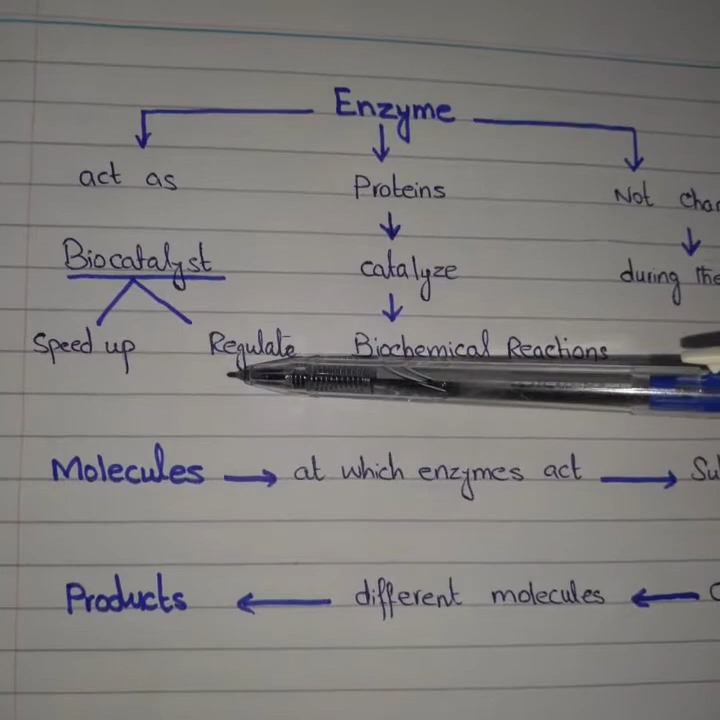 Enzyme
act as Proteins Not
Biocatalyst catalyze during
Speed up Regulate Biochemical Reactions
Molecules → at which enzymes act →
Products ← different molecules ←